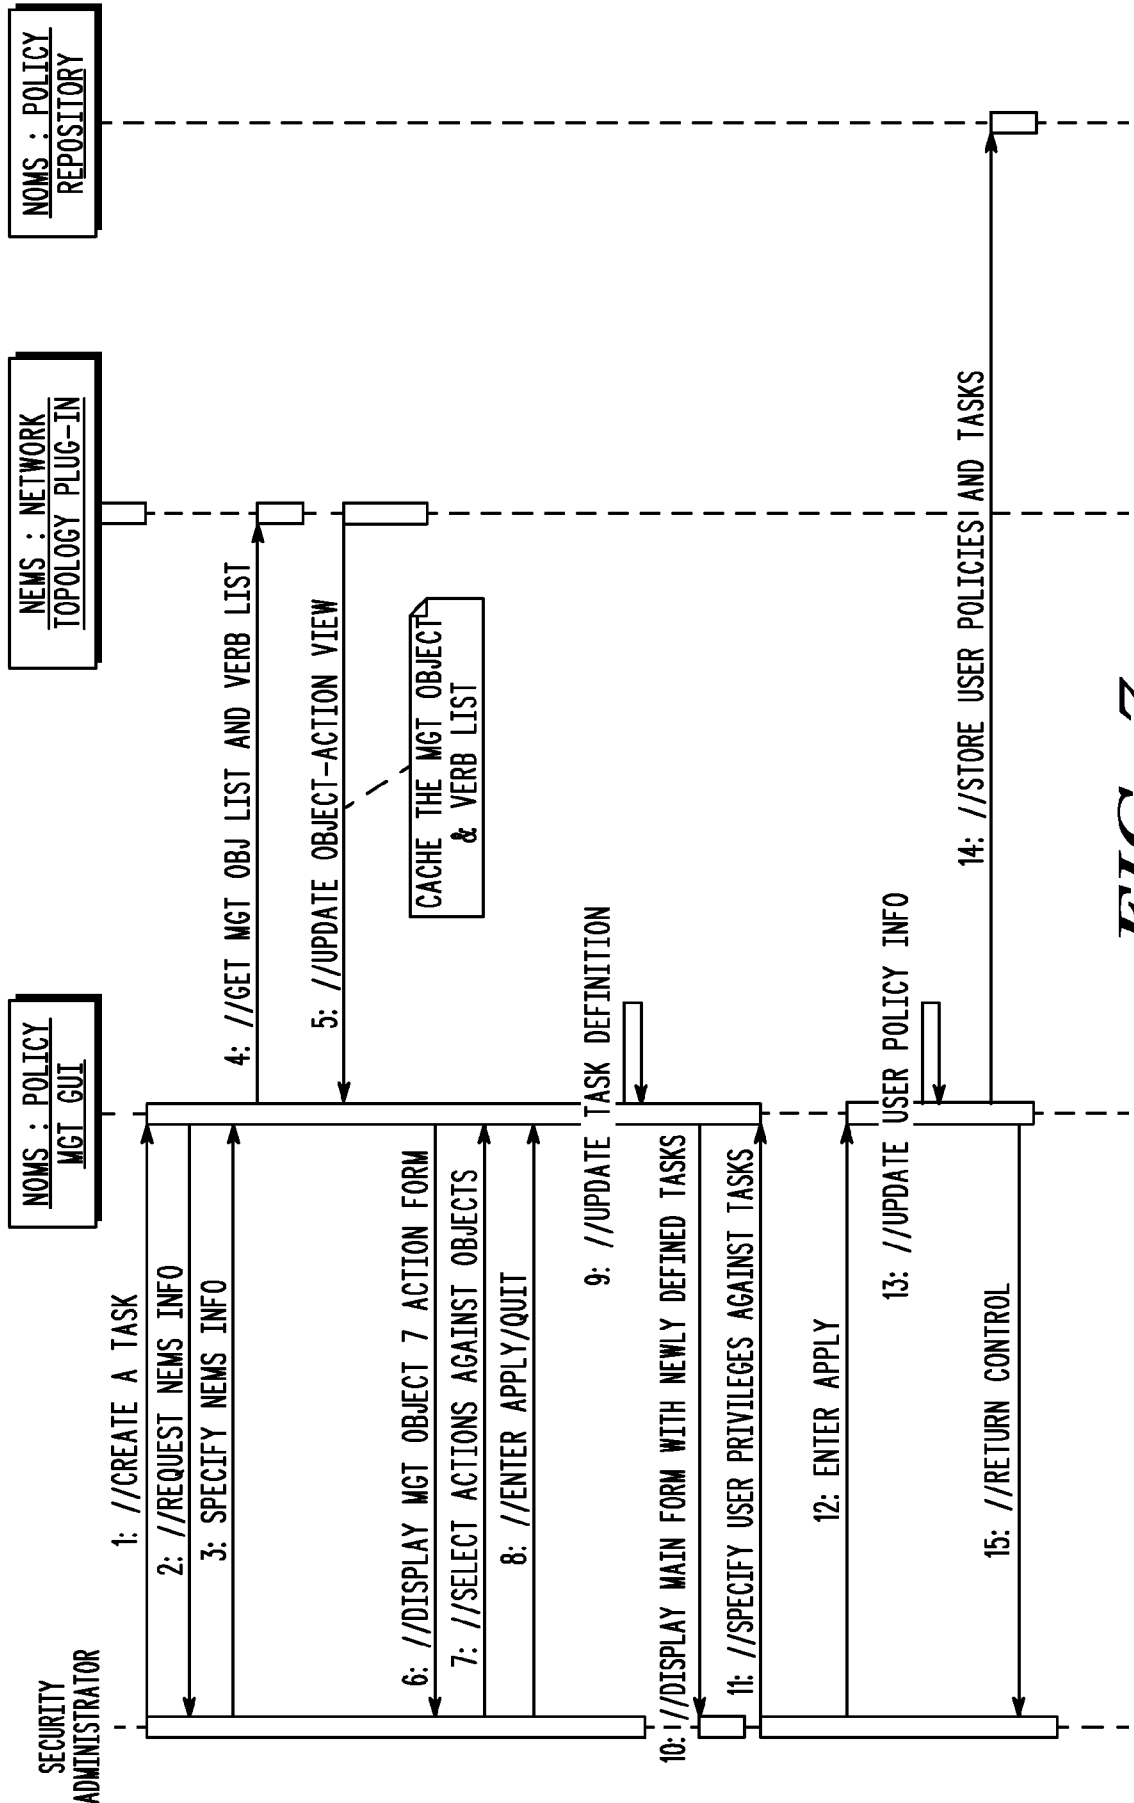 SECURITY
ADMINISTRATOR
NOMS : POLICY
MGT GUI
NEMS : NETWORK
TOPOLOGY PLUG-IN
NOMS : POLICY
REPOSITORY
1: //CREATE A TASK
2: //REQUEST NEMS INFO
3: SPECIFY NEMS INFO
4: //GET MGT OBJ LIST AND VERB LIST
5: //UPDATE OBJECT-ACTION VIEW
CACHE THE MGT OBJECT
& VERB LIST
6: //DISPLAY MGT OBJECT 7 ACTION FORM
7: //SELECT ACTIONS AGAINST OBJECTS
8: //ENTER APPLY/QUIT
9: //UPDATE TASK DEFINITION
10: //DISPLAY MAIN FORM WITH NEWLY DEFINED TASKS
11: //SPECIFY USER PRIVILEGES AGAINST TASKS
12: ENTER APPLY
13: //UPDATE USER POLICY INFO
14: //STORE USER POLICIES AND TASKS
15: //RETURN CONTROL